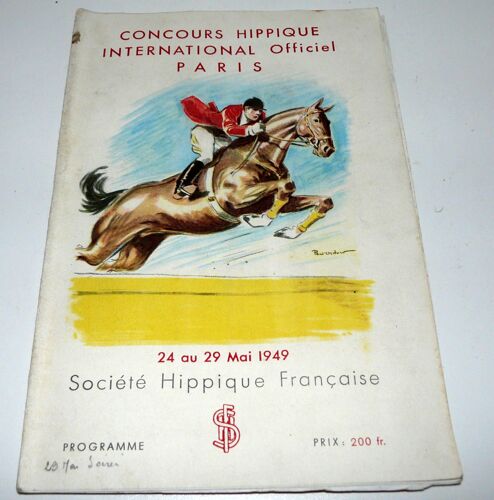 CONCOURS HIPPIQUE
INTERNATIONAL Officiel
PARIS
24 au 29 Mai 1949
Société Hippique Française
PROGRAMME
PRIX : 200 fr.